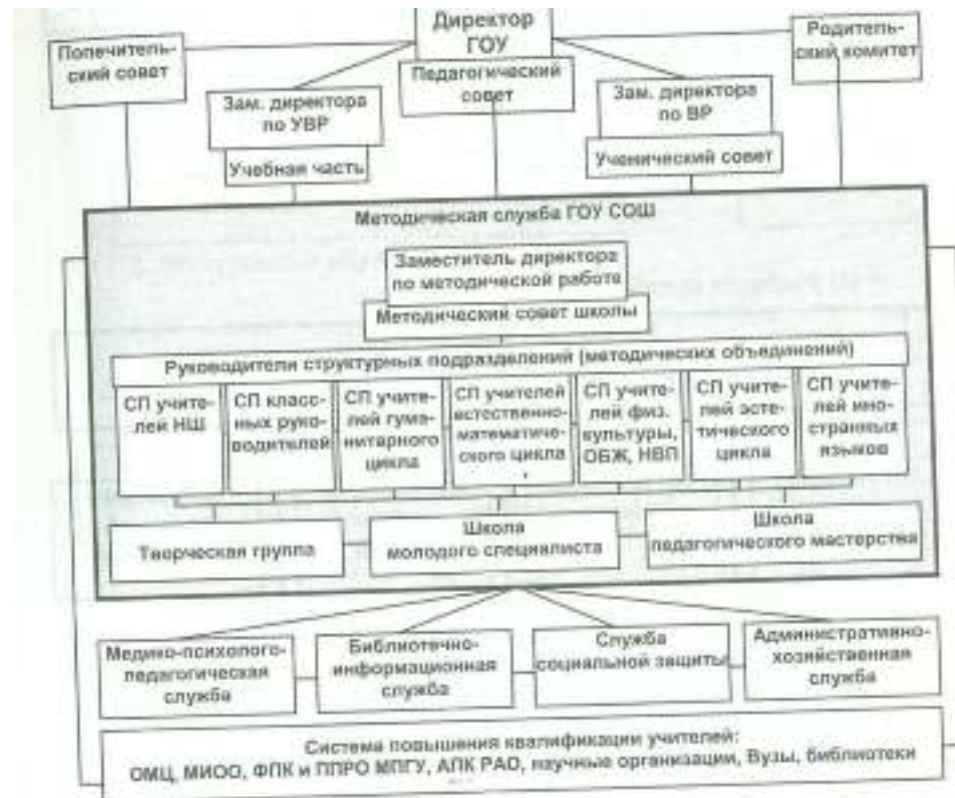 Директор
ГОУ
Попечитель-
ский совет
Родитель-
ский комитет
Педагогический
совет
Зам. директора
по УВР
Зам. директора
по ВР
Учебная часть
Ученический совет
Методическая служба ГОУ СОШ
Заместитель директора
по методической работе
Методический совет школы
Руководители структурных подразделений (методических объединений)
СП учите-
лей НШ
СП класс-
ных руко-
водителей
СП учите-
лей гума-
нитарного
цикла
СП учителей
естественно-
математиче-
ского цикла
СП учите-
лей физ.
культуры,
ОБЖ, НВП
СП учите-
лей эсте-
тического
цикла
СП учите-
лей ино-
странных
языков
Творческая группа
Школа
молодого специалиста
Школа
педагогического мастерства
Медико-психолого-
педагогическая
служба
Библиотечно-
информационная
служба
Служба
социальной защиты
Административно-
хозяйственная
служба
Система повышения квалификации учителей:
ОМЦ, МИОО, ФПК и ППРО МПГУ, АПК РАО, научные организации, Вузы, библиотеки